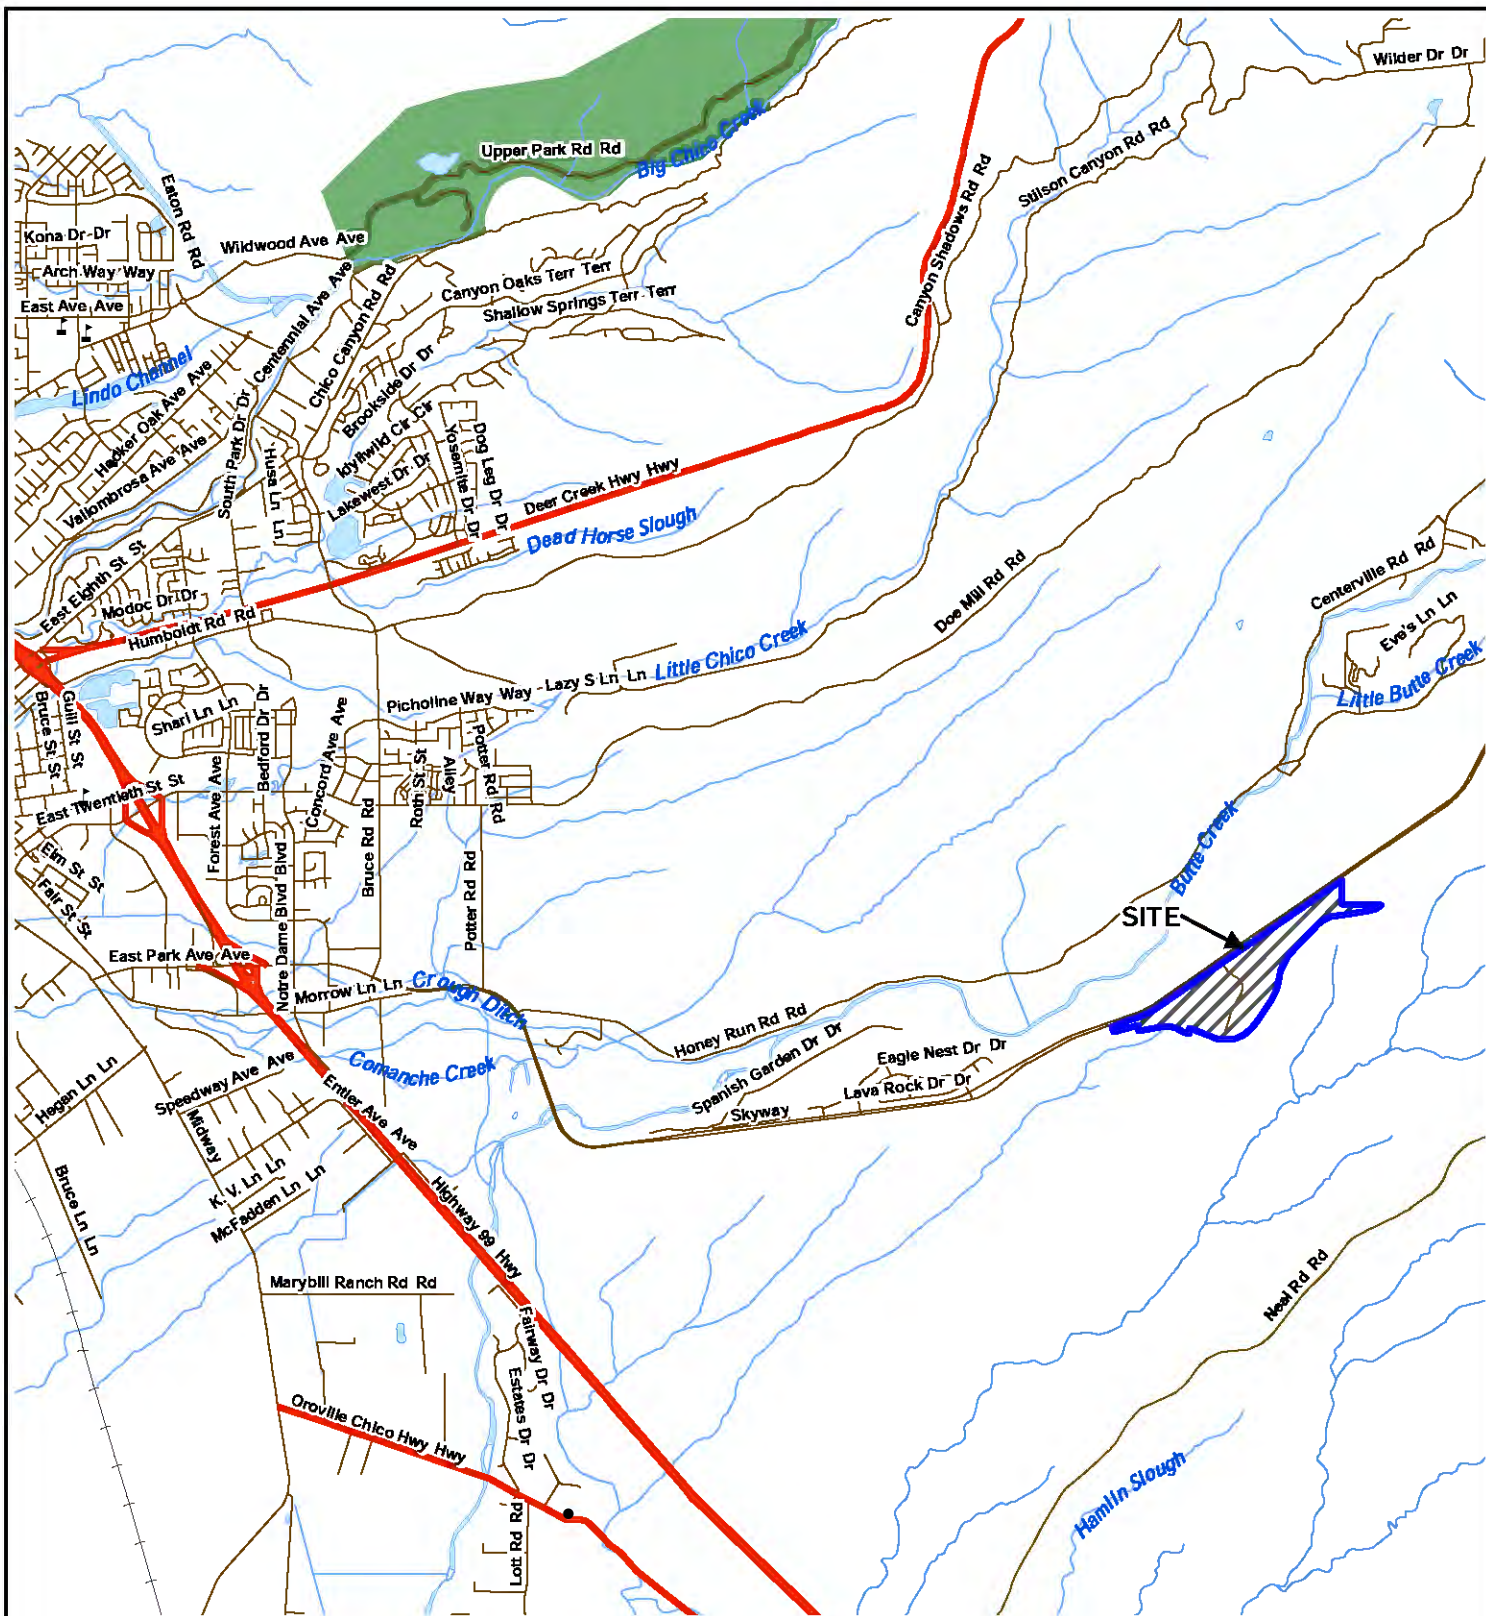 Wilder Dr Dr
Upper Park Rd Rd
Big Chico Creek
Stilson Canyon Rd Rd
Eaton Rd Rd
Kona Dr Dr
Wildwood Ave Ave
Canyon Shadows Rd Rd
Arch Way Way
Canyon Oaks Terr Terr
East Ave Ave
Shallow Springs Terr Terr
Centennial Ave Ave
Chico Canyon Rd Rd
Lindo Channel
Brookside Dr Dr
Hooker Oak Ave Ave
South Park Dr Dr
Idyllwild Cir Cir
Dog Leg Dr Dr
Yosemite Dr Dr
Vallombrosa Ave Ave
Husa Ln Ln
Lakewest Dr Dr
Deer Creek Hwy Hwy
Dead Horse Slough
East Eighth St St
Modoc Dr Dr
Humboldt Rd Rd
Doe Mill Rd Rd
Centerville Rd Rd
Eve's Ln Ln
Little Chico Creek
Little Butte Creek
Picholine Way Way
Lazy S Ln Ln
Guill St St
Bruce St St
Shari Ln Ln
Bedford Dr Dr
Concord Ave Ave
Potter Rd Rd
Roth St St
Alley
East Twentieth St St
Forest Ave Ave
Bruce Rd Rd
Notre Dame Blvd Blvd
Elm St St
Fair St St
Potter Rd Rd
Butte Creek
SITE
East Park Ave Ave
Morrow Ln Ln
Crough Ditch
Honey Run Rd Rd
Comanche Creek
Spanish Garden Dr Dr
Eagle Nest Dr Dr
Lava Rock Dr Dr
Skyway
Hegan Ln Ln
Speedway Ave Ave
Entler Ave Ave
Midway
Bruce Ln Ln
K. V. Ln Ln
McFadden Ln Ln
Highway 99 Hwy
Marybill Ranch Rd Rd
Neal Rd Rd
Fairway Dr Dr
Estates Dr Dr
Oroville Chico Hwy Hwy
Hamlin Slough
Lott Rd Rd